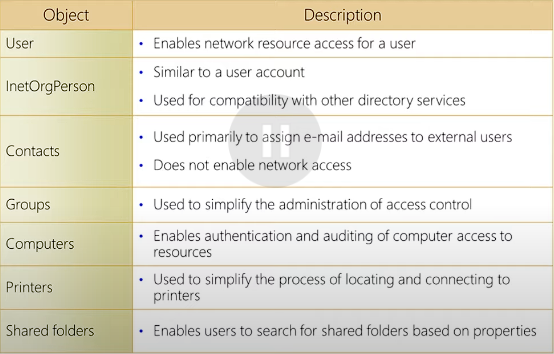 Object Description
User
Enables network resource access for a user
InetOrgPerson
Similar to a user account
Used for compatibility with other directory services
Contacts
Used primarily to assign e-mail addresses to external users
Does not enable network access
Groups
Used to simplify the administration of access control
Computers
Enables authentication and auditing of computer access to
resources
Printers
Used to simplify the process of locating and connecting to
printers
Shared folders
Enables users to search for shared folders based on properties